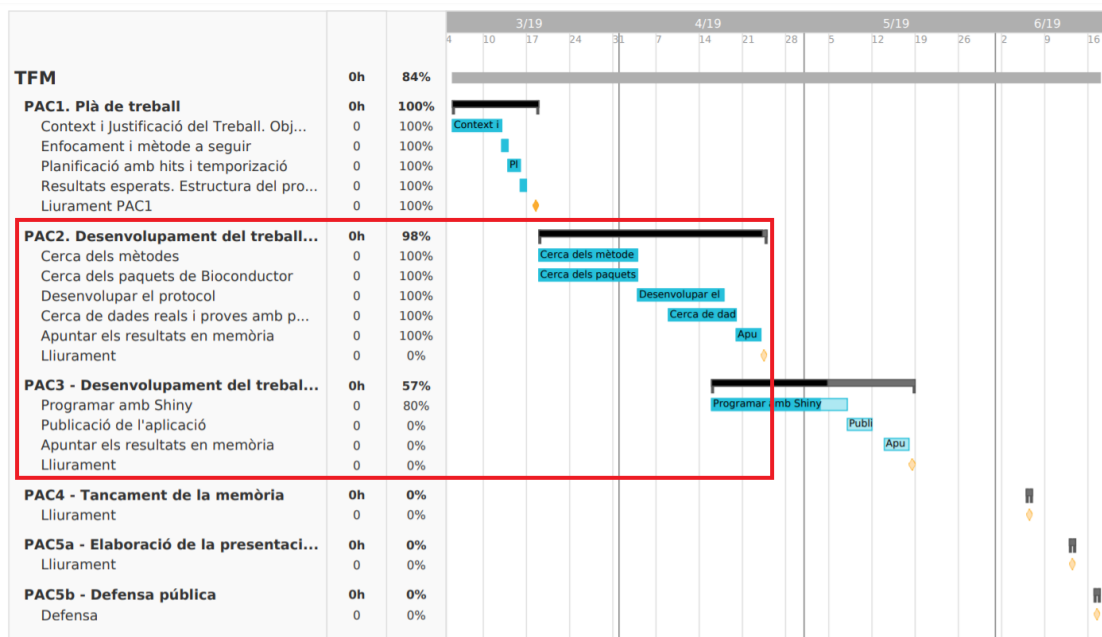 3/19 4/19 5/19 6/19
4 10 17 24 31 7 14 21 28 5 12 19 26 2 9 16
TFM 0h 84%
PAC1. Plà de treball 0h 100%
Context i Justificació del Treball. Obj... 0 100% Context i
Enfocament i mètode a seguir 0 100%
Planificació amb hits i temporizació 0 100% Pl
Resultats esperats. Estructura del pro... 0 100%
Liurament PAC1 0 100%
PAC2. Desenvolupament del treball... 0h 98%
Cerca dels mètodes 0 100% Cerca dels mètode
Cerca dels paquets de Bioconductor 0 100% Cerca dels paquets
Desenvolupar el protocol 0 100% Desenvolupar el
Cerca de dades reals i proves amb p... 0 100% Cerca de dad
Apuntar els resultats en memòria 0 100% Apu
Lliurament 0 0%
PAC3 - Desenvolupament del trebal... 0h 57%
Programar amb Shiny 0 80% Programar amb Shiny
Publicació de l'aplicació 0 0% Publi
Apuntar els resultats en memòria 0 0% Apu
Lliurament 0 0%
PAC4 - Tancament de la memòria 0h 0%
Lliurament 0 0%
PAC5a - Elaboració de la presentaci... 0h 0%
Lliurament 0 0%
PAC5b - Defensa pública 0h 0%
Defensa 0 0%